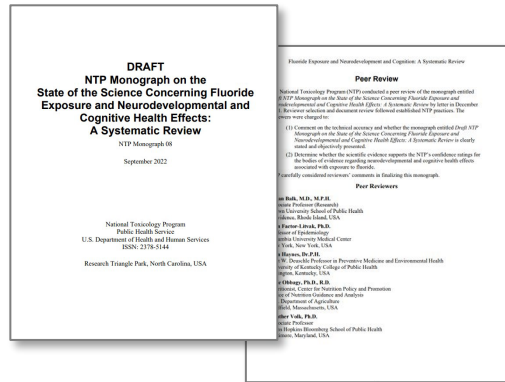 DRAFT
NTP Monograph on the
State of the Science Concerning Fluoride
Exposure and Neurodevelopmental and
Cognitive Health Effects:
A Systematic Review
NTP Monograph 08
September 2022
National Toxicology Program
Public Health Service
U.S. Department of Health and Human Services
ISSN: 2378-5144
Research Triangle Park, North Carolina, USA
Fluoride Exposure and Neurodevelopment and Cognition: A Systematic Review
Peer Review
National Toxicology Program (NTP) conducted a peer review of the monograph entitled
NTP Monograph on the State of the Science Concerning Fluoride Exposure and
and Cognitive Health Effects: A Systematic Review by letter in December
Reviewer selection and document review followed established NTP practices. The
were charged to:
(1) Comment on the technical accuracy and whether the monograph entitled Draft NTP
Monograph on the State of the Science Concerning Fluoride Exposure and
Neurodevelopmental and Cognitive Health Effects: A Systematic Review is clearly
stated and objectively presented.
(2) Determine whether the scientific evidence supports the NTP's confidence ratings for
the bodies of evidence regarding neurodevelopmental and cognitive health effects
associated with exposure to fluoride.
carefully considered reviewers' comments in finalizing this monograph.
Peer Reviewers
Balk, M.D., M.P.H.
Professor (Research)
University School of Public Health
Rhode Island, USA
Factor-Litvak, Ph.D.
of Epidemiology
University Medical Center
York, New York, USA
Haynes, Dr.P.H.
W. Deuschle Professor in Preventive Medicine and Environmental Health
of Kentucky College of Public Health
Kentucky, USA
Ohlugy, Ph.D., R.D.
Center for Nutrition Policy and Promotion
of Nutrition Guidance and Analysis
Department of Agriculture
Massachusetts, USA
Volk, Ph.D.
Professor
Hopkins Bloomberg School of Public Health
Maryland, USA